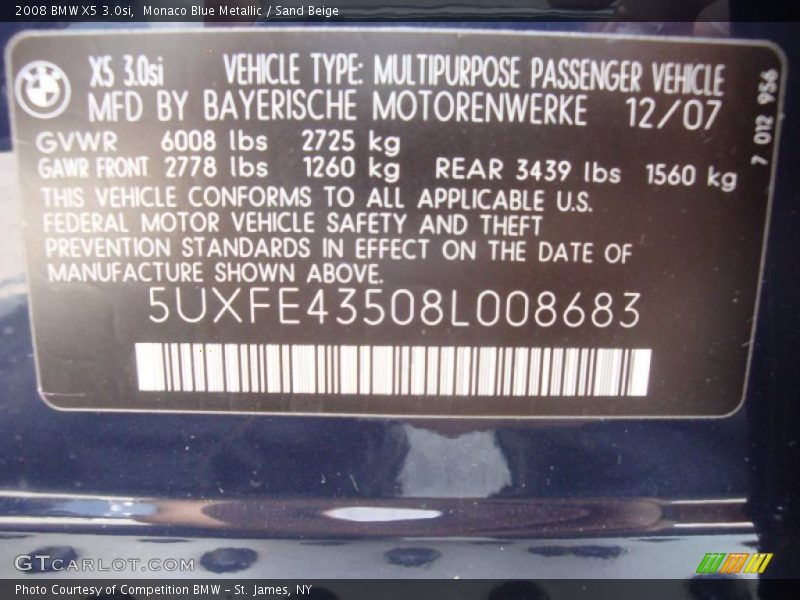 2008 BMW X5 3.0si, Monaco Blue Metallic / Sand Beige
BMW
X5 3.0si VEHICLE TYPE: MULTIPURPOSE PASSENGER VEHICLE
MFD BY BAYERISCHE MOTORENWERKE 12/07
GVWR 6008 lbs 2725 kg
GAWR FRONT 2778 lbs 1260 kg REAR 3439 lbs 1560 kg
THIS VEHICLE CONFORMS TO ALL APPLICABLE U.S.
FEDERAL MOTOR VEHICLE SAFETY AND THEFT
PREVENTION STANDARDS IN EFFECT ON THE DATE OF
MANUFACTURE SHOWN ABOVE.
5UXFE43508L008683
7 012 956
GTCARLOT.COM
Photo Courtesy of Competition BMW – St. James, NY